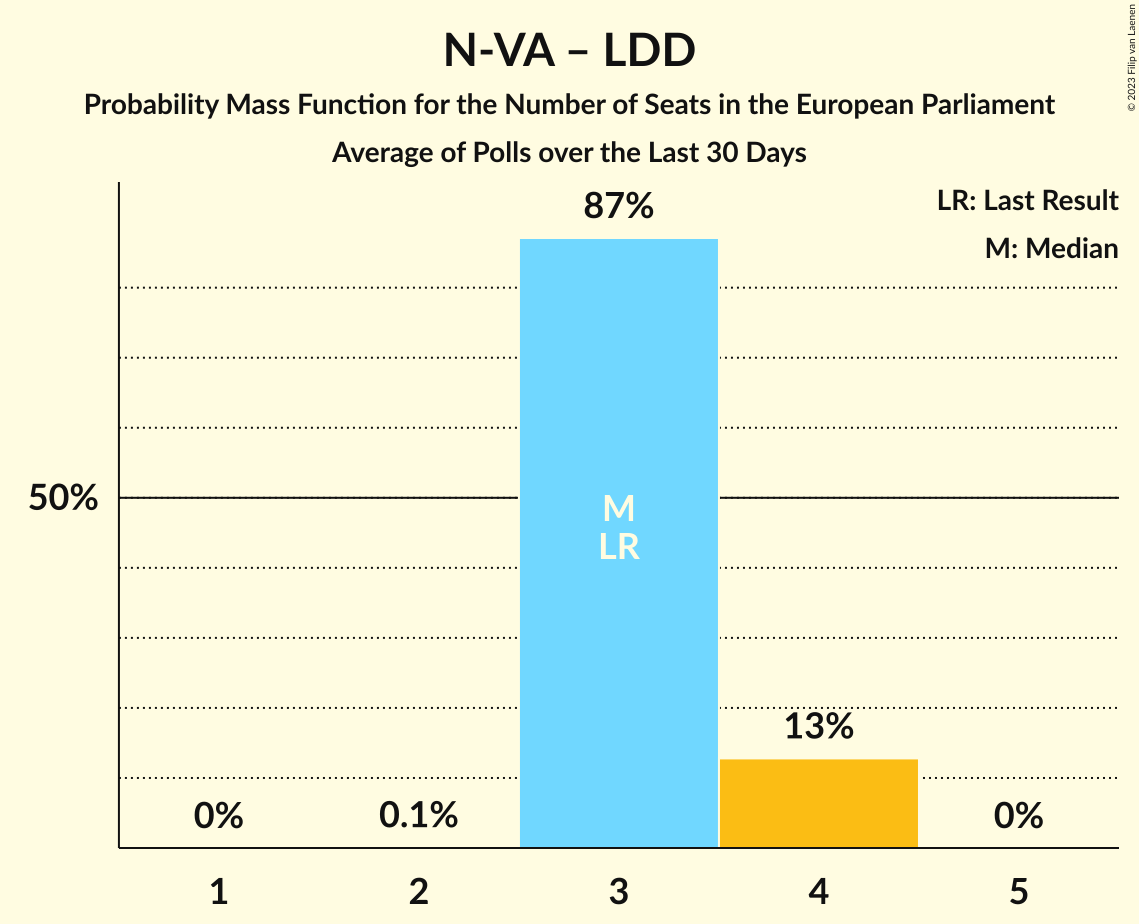 © 2023 Filip van Laenen
N-VA – LDD
Probability Mass Function for the Number of Seats in the European Parliament
Average of Polls over the Last 30 Days
LR: Last Result
M: Median
87%
50%
M
LR
13%
0%
0.1%
0%
1
2
3
4
5